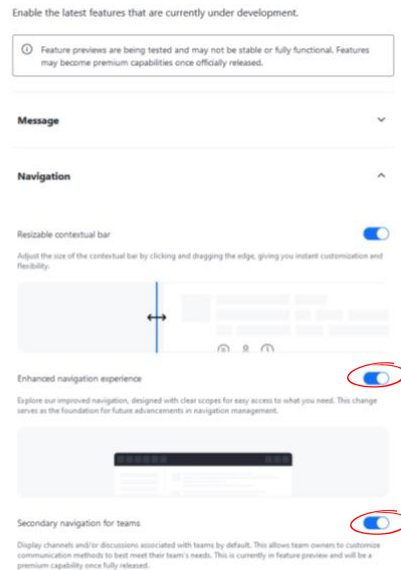 Enable the latest features that are currently under development.
Feature previews are being tested and may not be stable or fully functional. Features
may become premium capabilities once officially released.
Message
Navigation
Resizable contextual bar
Adjust the size of the contextual bar by clicking and dragging the edge, giving you instant customization and
flexibility.
Enhanced navigation experience
Explore our improved navigation, designed with clear scopes for easy access to what you need. This change
serves as the foundation for future advancements in navigation management.
Secondary navigation for teams
Display channels and/or discussions associated with teams by default. This allows team owners to customize
communication methods to best meet their team's needs. This is currently in feature preview and will be a
premium capability once fully released.